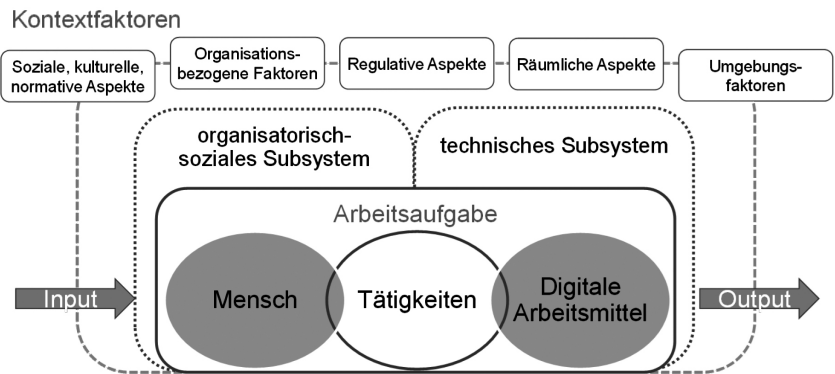 Kontextfaktoren
Soziale, kulturelle,
normative Aspekte
Organisations-
bezogene Faktoren
Regulative Aspekte
Räumliche Aspekte
Umgebungs-
faktoren
organisatorisch-
soziales Subsystem
technisches Subsystem
Arbeitsaufgabe
Input
Mensch
Tätigkeiten
Digitale
Arbeitsmittel
Output